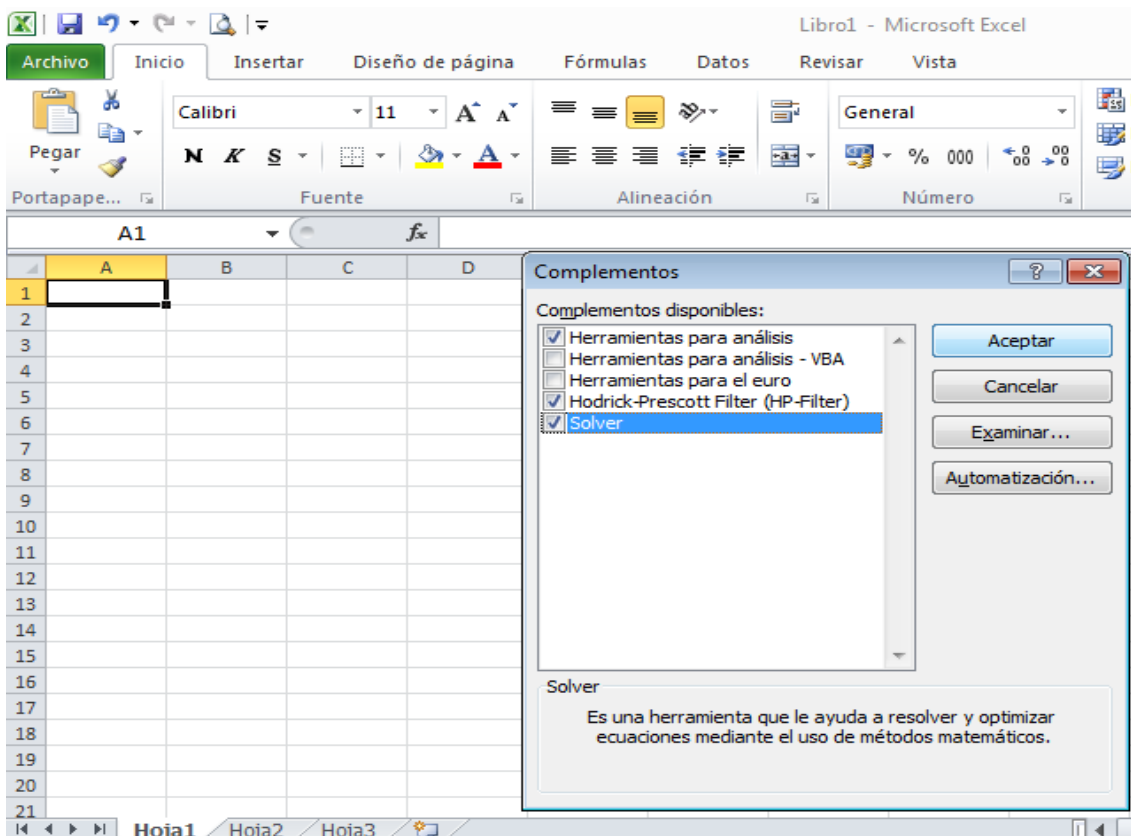 Libro1 - Microsoft Excel
Archivo Inicio Insertar Diseño de página Fórmulas Datos Revisar Vista
Pegar
Calibri 11 A A General
N K S A % 000
Portapape... Fuente Alineación Número
A1 fx
A B C D
1
2
3
4
5
6
7
8
9
10
11
12
13
14
15
16
17
18
19
20
21
Hoja1 Hoja2 Hoja3
Complementos
Complementos disponibles:
Herramientas para análisis
Herramientas para análisis - VBA
Herramientas para el euro
Hodrick-Prescott Filter (HP-Filter)
Solver
Aceptar
Cancelar
Examinar...
Automatización...
Solver
Es una herramienta que le ayuda a resolver y optimizar
ecuaciones mediante el uso de métodos matemáticos.